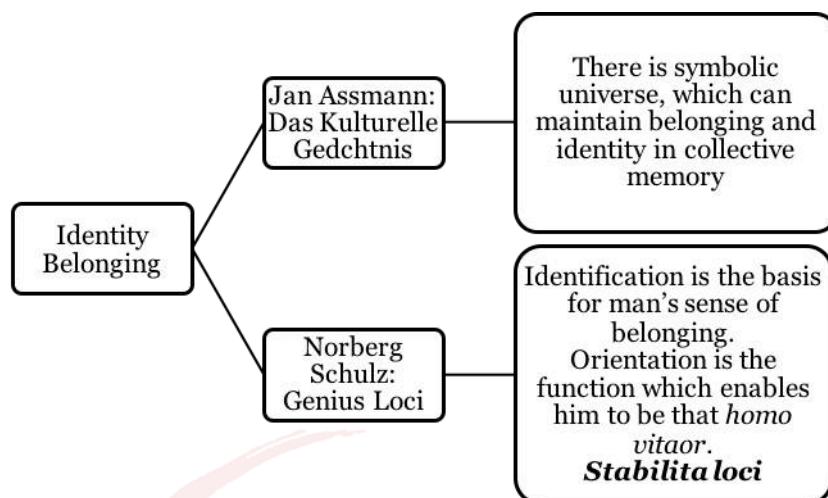 Identity
Belonging
Jan Assmann:
Das Kulturelle
Gedchtnis
There is symbolic
universe, which can
maintain belonging and
identity in collective
memory
Norberg
Schulz:
Genius Loci
Identification is the basis
for man’s sense of
belonging.
Orientation is the
function which enables
him to be that homo
vitaor.
Stabilita loci